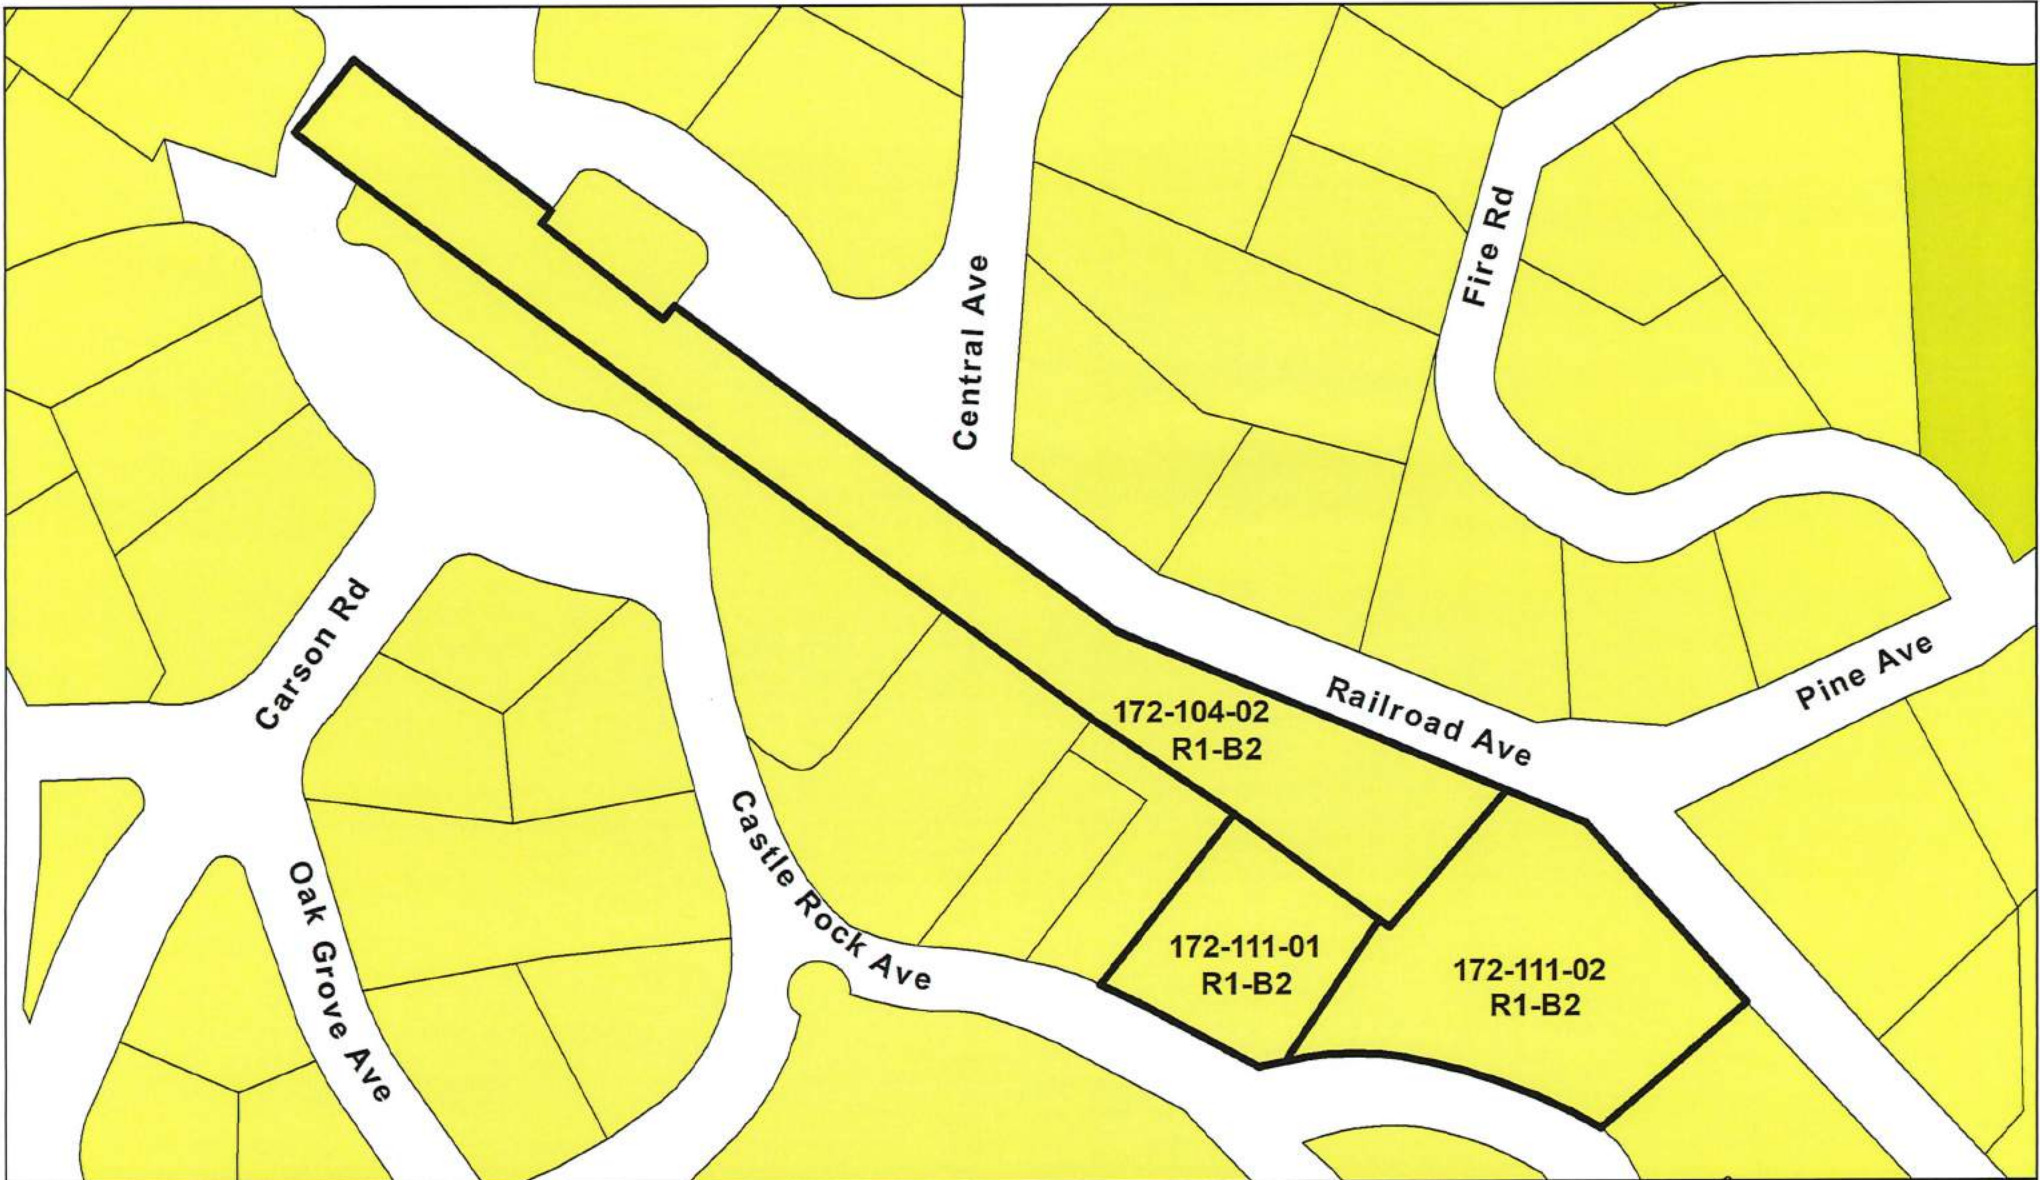 Fire Rd
Central Ave
Carson Rd
Pine Ave
Railroad Ave
172-104-02
R1-B2
Castle Rock Ave
Oak Grove Ave
172-111-01
R1-B2
172-111-02
R1-B2